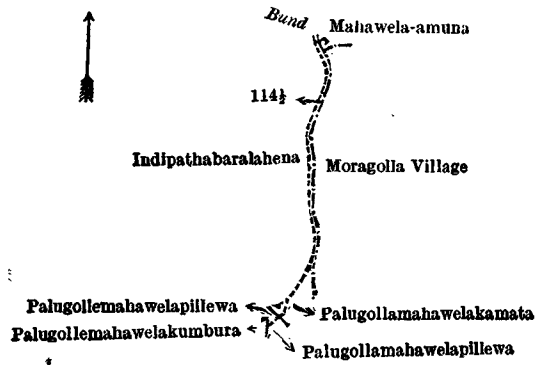 Bund
Mahawela-amuna
114½
Indipathabaralahena
Moragolla Village
Palugollemahawelapillewa
Palugollamahawelakamata
Palugollemahawelakumbura
Palugollamahawelapillewa